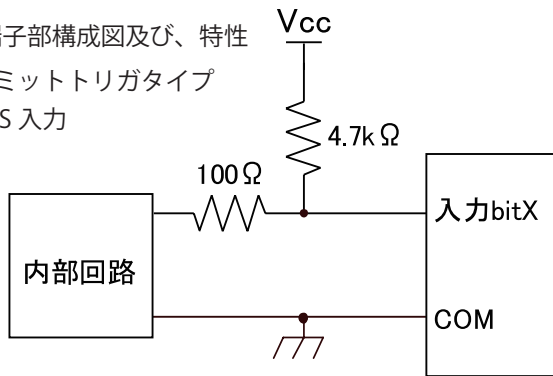 子部構成図及び、特性
ミットトリガタイプ
S 入力
Vcc
4.7kΩ
100Ω
入力bitX
内部回路
COM